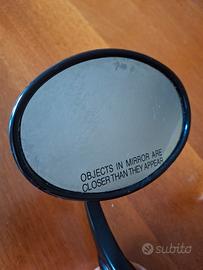 OBJECTS IN MIRROR ARE
CLOSER THAN THEY APPEAR
subito